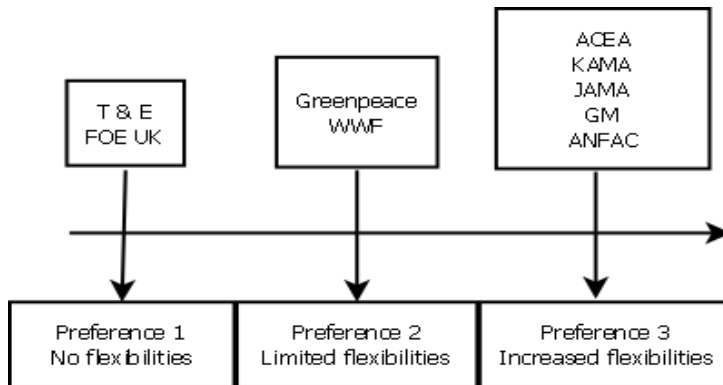 T & E
FOE UK
Greenpeace
WWF
ACEA
KAMA
JAMA
GM
ANFAC
Preference 1
No flexibilities
Preference 2
Limited flexibilities
Preference 3
Increased flexibilities